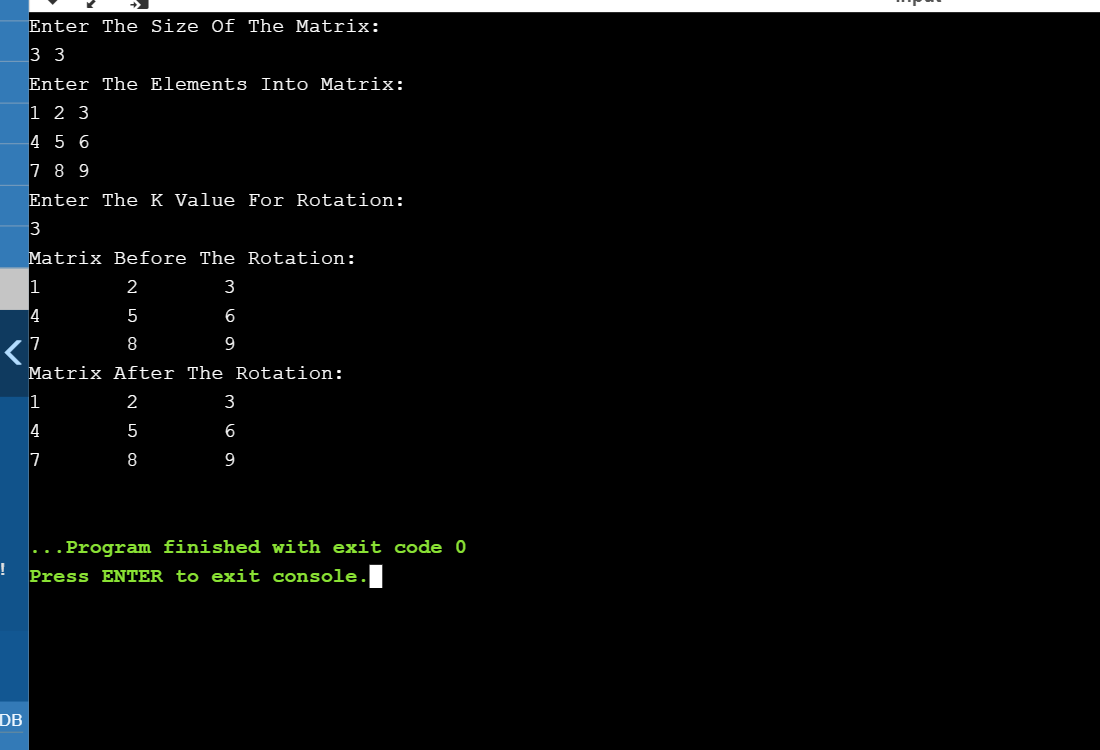 input
Enter The Size Of The Matrix:
3 3
Enter The Elements Into Matrix:
1 2 3
4 5 6
7 8 9
Enter The K Value For Rotation:
3
Matrix Before The Rotation:
1 2 3
4 5 6
7 8 9
Matrix After The Rotation:
1 2 3
4 5 6
7 8 9
...Program finished with exit code 0
!
Press ENTER to exit console.
DB